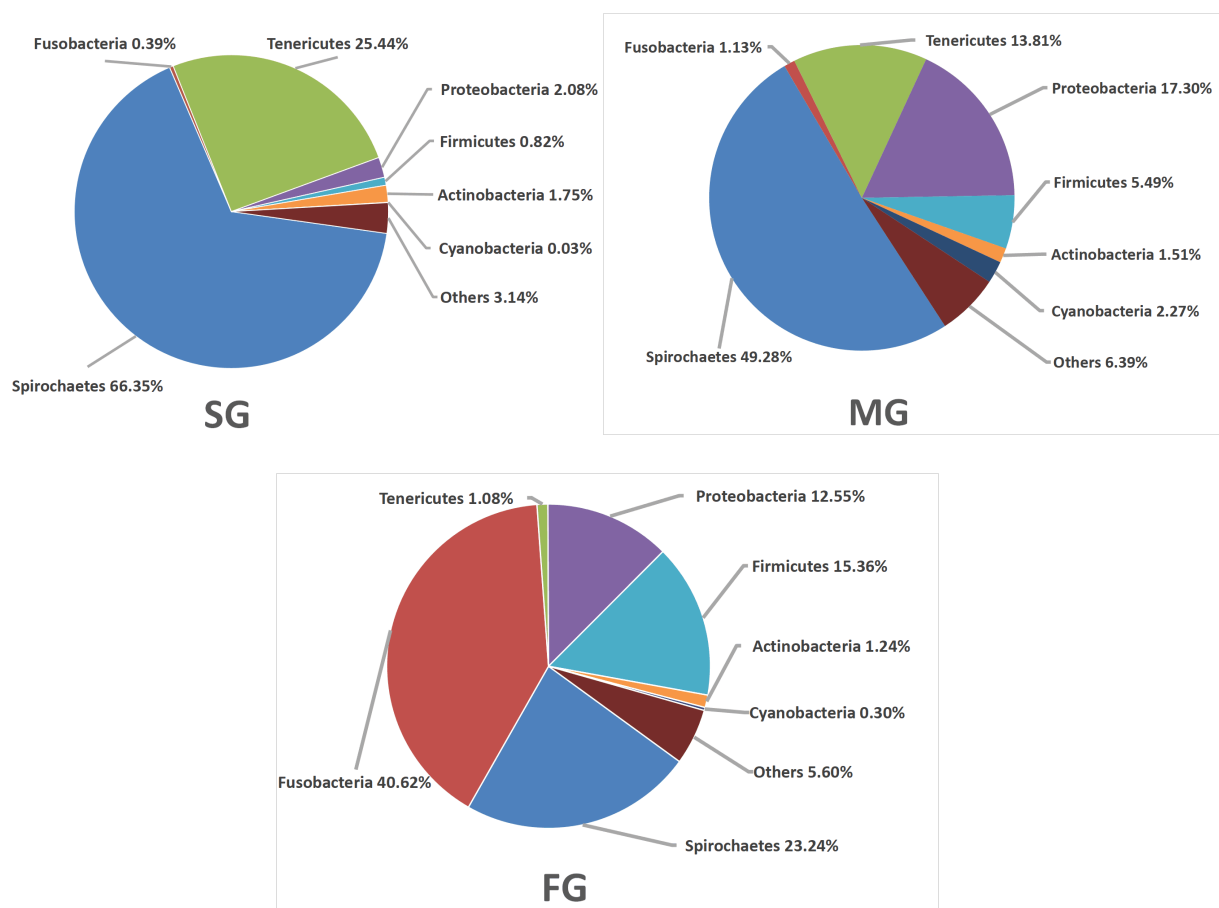 Fusobacteria 0.39%
Tenericutes 25.44%
Proteobacteria 2.08%
Firmicutes 0.82%
Actinobacteria 1.75%
Cyanobacteria 0.03%
Others 3.14%
Spirochaetes 66.35%
SG
Fusobacteria 1.13%
Tenericutes 13.81%
Proteobacteria 17.30%
Firmicutes 5.49%
Actinobacteria 1.51%
Cyanobacteria 2.27%
Others 6.39%
Spirochaetes 49.28%
MG
Tenericutes 1.08%
Proteobacteria 12.55%
Firmicutes 15.36%
Actinobacteria 1.24%
Cyanobacteria 0.30%
Others 5.60%
Fusobacteria 40.62%
Spirochaetes 23.24%
FG